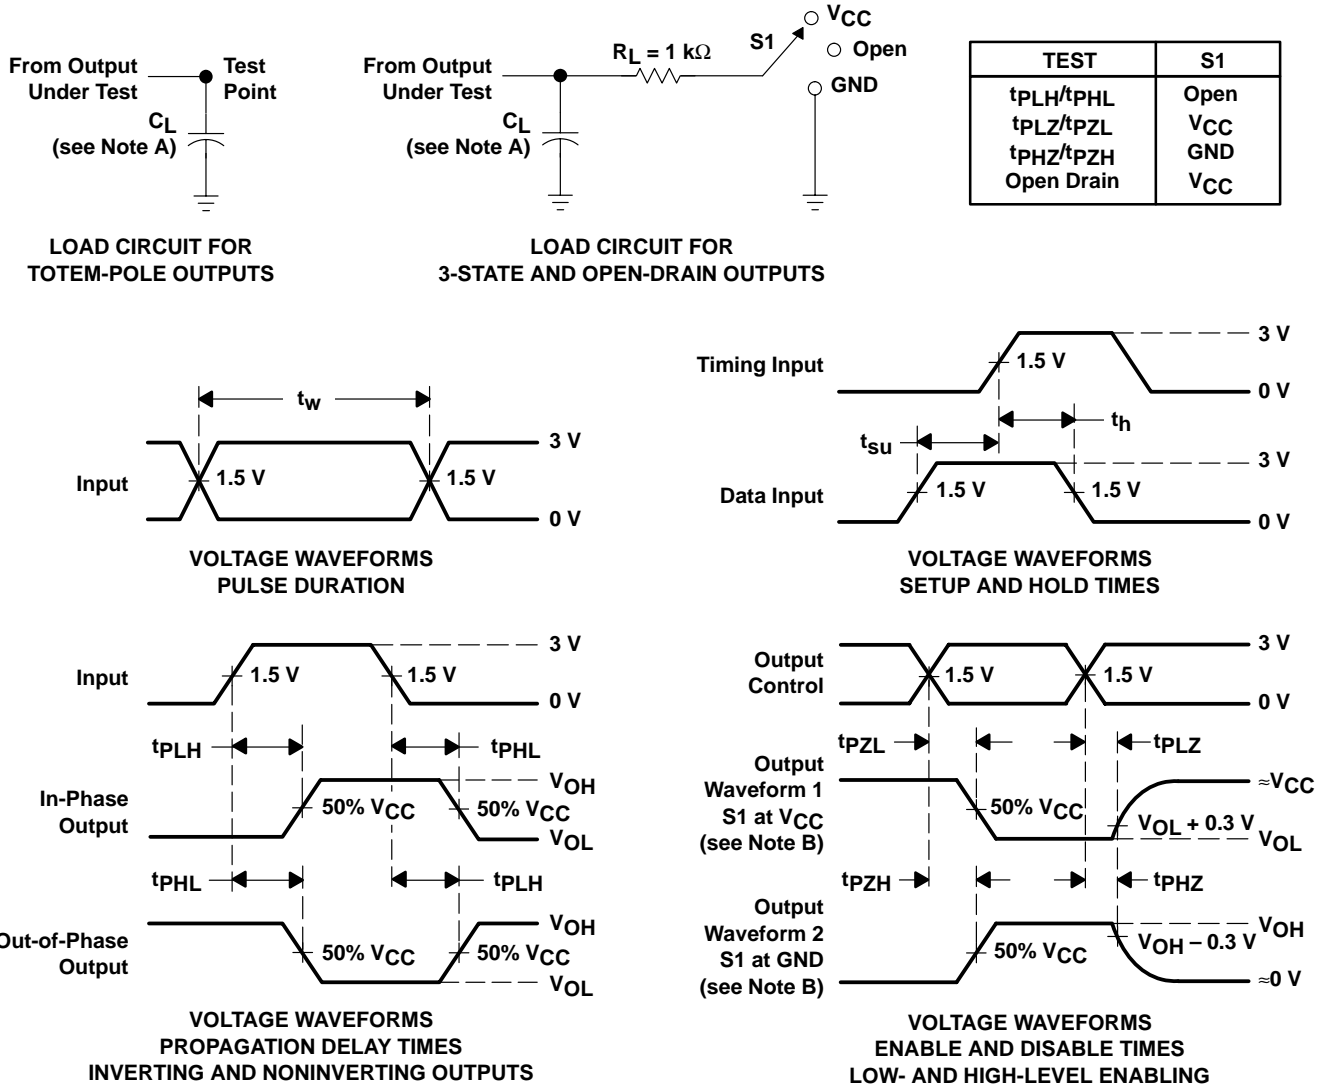 From Output
Under Test
Test
Point
CL
(see Note A)
LOAD CIRCUIT FOR
TOTEM-POLE OUTPUTS
From Output
Under Test
RL = 1 kΩ
S1
VCC
Open
GND
CL
(see Note A)
LOAD CIRCUIT FOR
3-STATE AND OPEN-DRAIN OUTPUTS
TEST S1
tPLH/tPHL Open
tPLZ/tPZL VCC
tPHZ/tPZH GND
Open Drain VCC
tw
Input
1.5 V
1.5 V
3 V
0 V
VOLTAGE WAVEFORMS
PULSE DURATION
Timing Input
1.5 V
3 V
0 V
th
tsu
Data Input
1.5 V
1.5 V
3 V
0 V
VOLTAGE WAVEFORMS
SETUP AND HOLD TIMES
Input
1.5 V
1.5 V
3 V
0 V
tPLH
tPHL
In-Phase
Output
50% VCC
50% VCC
VOH
VOL
tPHL
tPLH
Out-of-Phase
Output
50% VCC
50% VCC
VOH
VOL
VOLTAGE WAVEFORMS
PROPAGATION DELAY TIMES
INVERTING AND NONINVERTING OUTPUTS
Output
Control
1.5 V
1.5 V
3 V
0 V
tPZL
tPLZ
Output
Waveform 1
S1 at VCC
(see Note B)
50% VCC
VOL + 0.3 V
≈VCC
VOL
tPZH
tPHZ
Output
Waveform 2
S1 at GND
(see Note B)
50% VCC
VOH − 0.3 V
VOH
≈0 V
VOLTAGE WAVEFORMS
ENABLE AND DISABLE TIMES
LOW- AND HIGH-LEVEL ENABLING